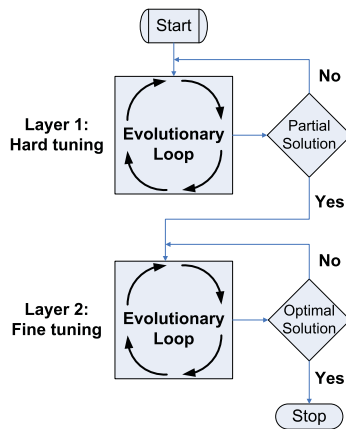 Start
No
Layer 1:
Hard tuning
Evolutionary
Loop
Partial
Solution
Yes
No
Layer 2:
Fine tuning
Evolutionary
Loop
Optimal
Solution
Yes
Stop